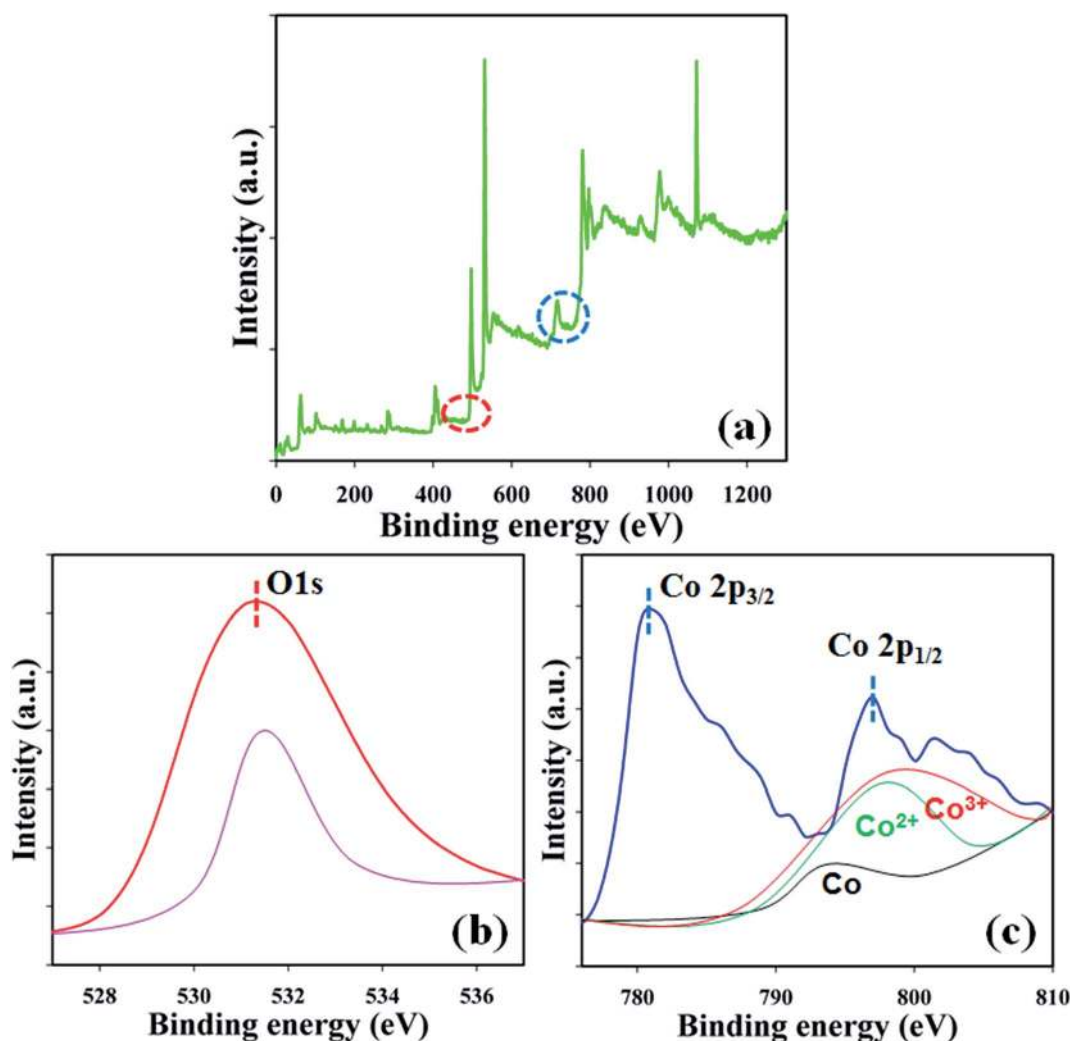 Intensity (a.u.)
(a)
0 200 400 600 800 1000 1200
Binding energy (eV)
O1s
Intensity (a.u.)
(b)
528 530 532 534 536
Binding energy (eV)
Co 2p3/2
Co 2p1/2
Intensity (a.u.)
Co3+
Co2+
Co
(c)
780 790 800 810
Binding energy (eV)